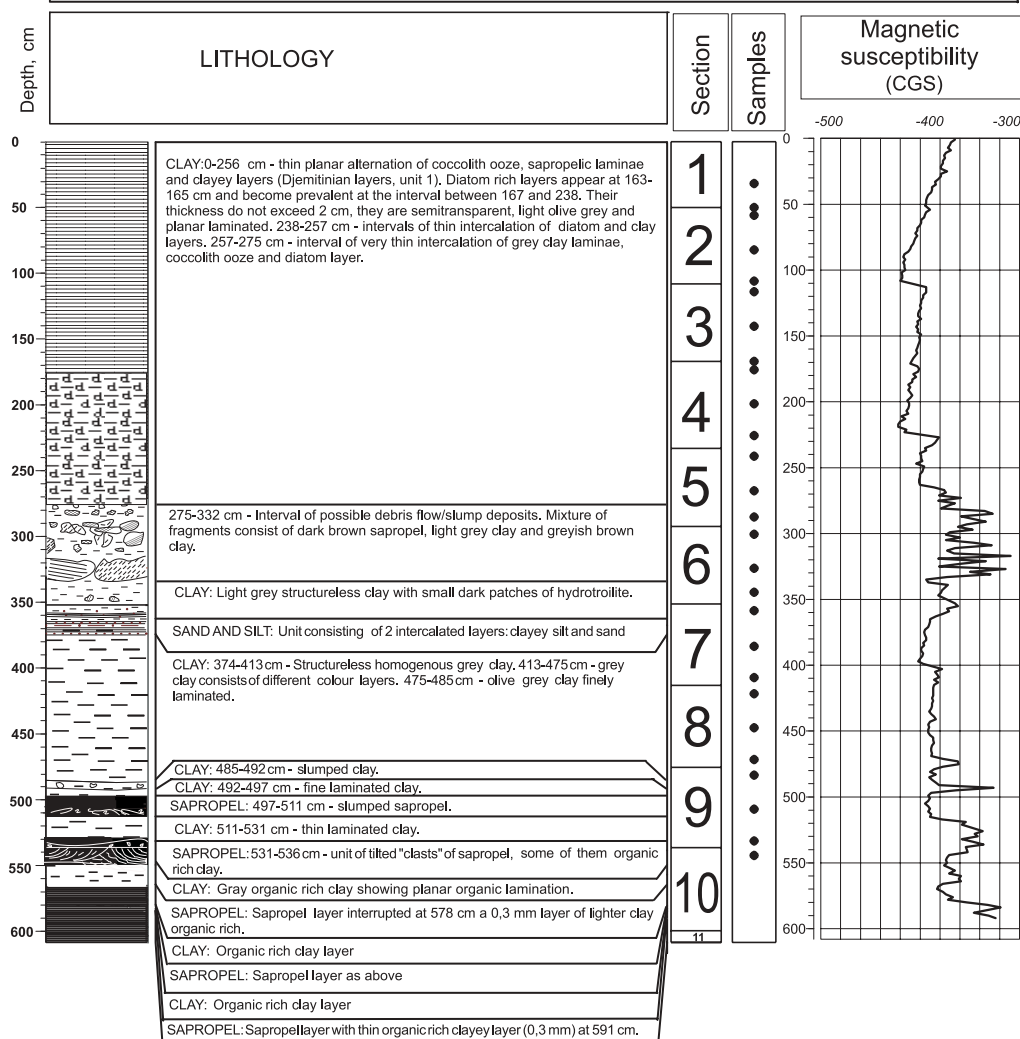 Depth, cm
LITHOLOGY
Section
Samples
Magnetic
susceptibility
(CGS)
-500 -400 -300
0
50
100
150
200
250
300
350
400
450
500
550
600
CLAY:0-256 cm - thin planar alternation of coccolith ooze, sapropelic laminae
and clayey layers (Djemitinian layers, unit 1). Diatom rich layers appear at 163-
165 cm and become prevalent at the interval between 167 and 238. Their
thickness do not exceed 2 cm, they are semitransparent, light olive grey and
planar laminated. 238-257 cm - intervals of thin intercalation of diatom and clay
layers. 257-275 cm - interval of very thin intercalation of grey clay laminae,
coccolith ooze and diatom layer.
275-332 cm - Interval of possible debris flow/slump deposits. Mixture of
fragments consist of dark brown sapropel, light grey clay and greyish brown
clay.
CLAY: Light grey structureless clay with small dark patches of hydrotroilite.
SAND AND SILT: Unit consisting of 2 intercalated layers: clayey silt and sand
CLAY: 374-413 cm - Structureless homogenous grey clay. 413-475 cm - grey
clay consists of different colour layers. 475-485 cm - olive grey clay finely
laminated.
CLAY: 485-492 cm - slumped clay.
CLAY: 492-497 cm - fine laminated clay.
SAPROPEL: 497-511 cm - slumped sapropel.
CLAY: 511-531 cm - thin laminated clay.
SAPROPEL: 531-536 cm - unit of tilted "clasts" of sapropel, some of them organic
rich clay.
CLAY: Gray organic rich clay showing planar organic lamination.
SAPROPEL: Sapropel layer interrupted at 578 cm a 0,3 mm layer of lighter clay
organic rich.
CLAY: Organic rich clay layer
SAPROPEL: Sapropel layer as above
CLAY: Organic rich clay layer
SAPROPEL: Sapropel layer with thin organic rich clayey layer (0,3 mm) at 591 cm.
1
2
3
4
5
6
7
8
9
10
11
0
50
100
150
200
250
300
350
400
450
500
550
600